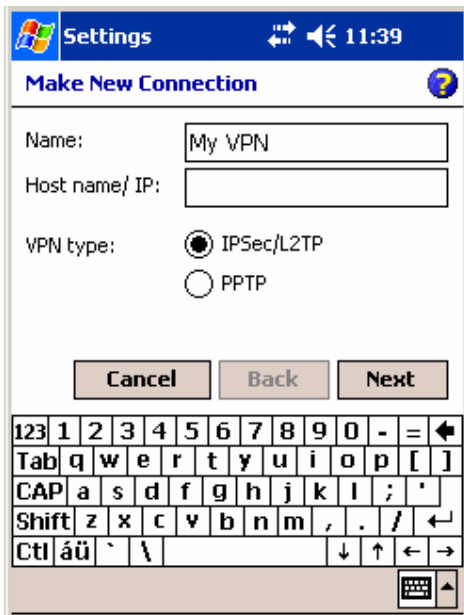 Settings 11:39
Make New Connection
Name: My VPN
Host name/ IP:
VPN type: IPSec/L2TP
PPTP
Cancel Back Next
123 1 2 3 4 5 6 7 8 9 0 - =
Tab q w e r t y u i o p [ ]
CAP a s d f g h j k l ; '
Shift z x c v b n m , . /
Ctl áü ` \